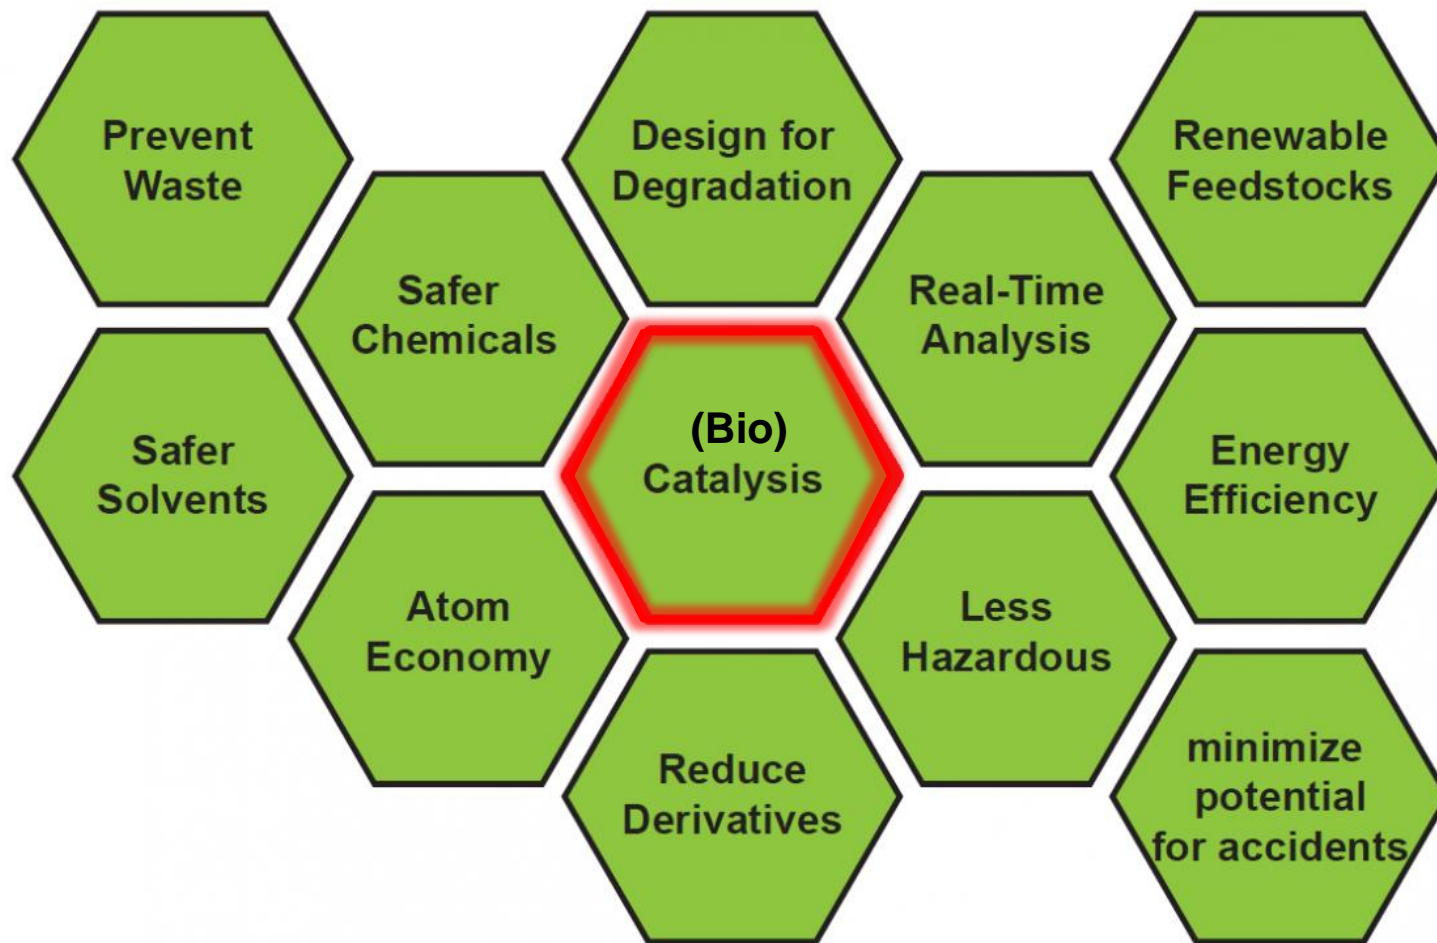 Prevent
Waste
Design for
Degradation
Renewable
Feedstocks
Safer
Chemicals
Real-Time
Analysis
Safer
Solvents
(Bio)
Catalysis
Energy
Efficiency
Atom
Economy
Less
Hazardous
Reduce
Derivatives
minimize
potential
for accidents